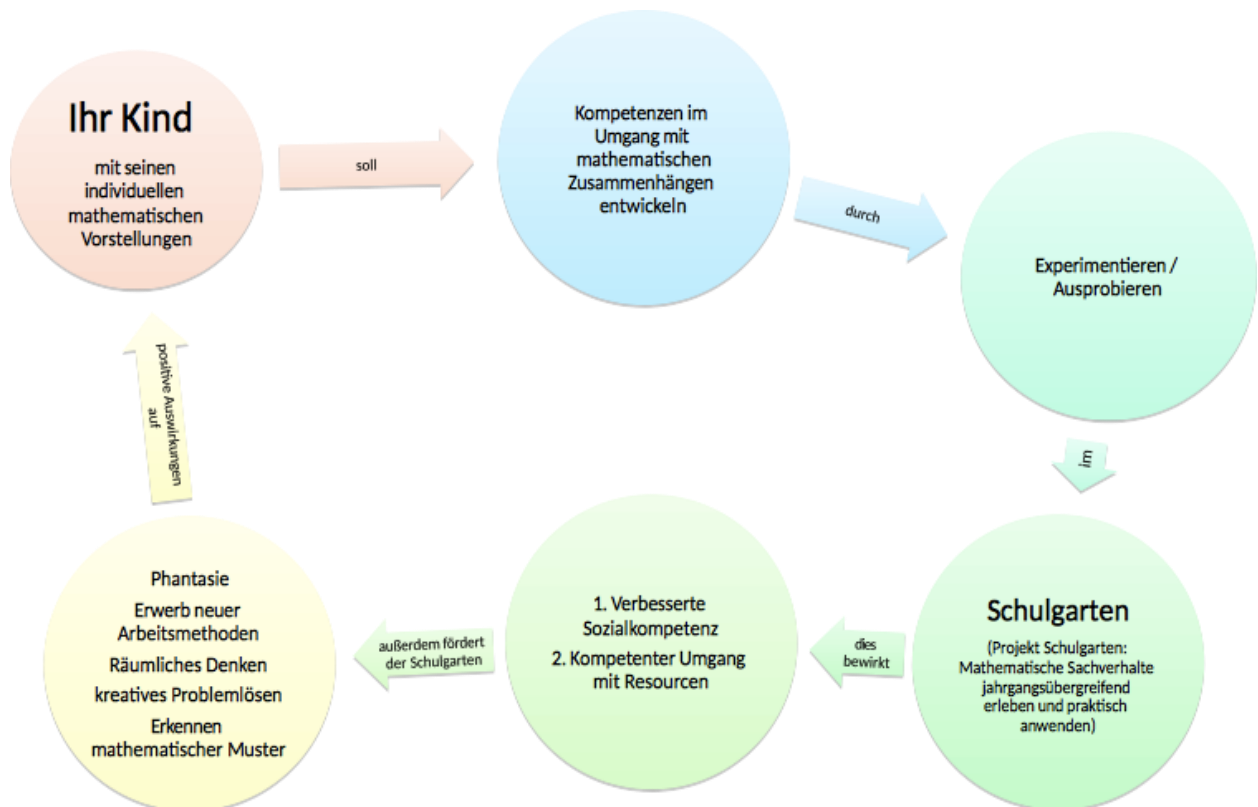 Ihr Kind
mit seinen
individuellen
mathematischen
Vorstellungen
soll
Kompetenzen im
Umgang mit
mathematischen
Zusammenhängen
entwickeln
durch
Experimentieren /
Ausprobieren
im
Schulgarten
(Projekt Schulgarten:
Mathematische Sachverhalte
jahrgangsübergreifend
erleben und praktisch
anwenden)
dies
bewirkt
1. Verbesserte
Sozialkompetenz
2. Kompetenter Umgang
mit Resourcen
außerdem fördert
der Schulgarten
Phantasie
Erwerb neuer
Arbeitsmethoden
Räumliches Denken
kreatives Problemlösen
Erkennen
mathematischer Muster
positive Auswirkungen
auf